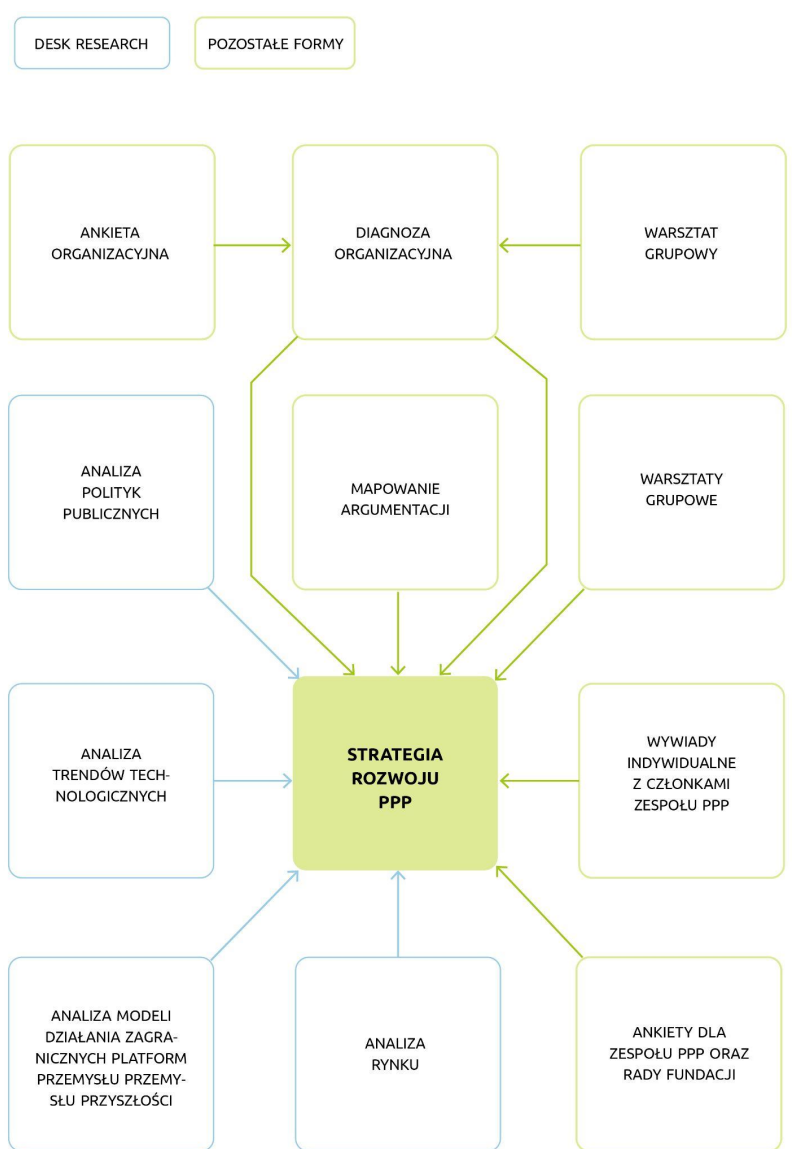 DESK RESEARCH
POZOSTAŁE FORMY
ANKIETA
ORGANIZACYJNA
DIAGNOZA
ORGANIZACYJNA
WARSZTAT
GRUPOWY
ANALIZA
POLITYK
PUBLICZNYCH
MAPOWANIE
ARGUMENTACJI
WARSZTATY
GRUPOWE
ANALIZA
TRENDÓW TECH-
NOLOGICZNYCH
STRATEGIA
ROZWOJU
PPP
WYWIADY
INDYWIDUALNE
Z CZŁONKAMI
ZESPOŁU PPP
ANALIZA MODELI
DZIAŁANIA ZAGRA-
NICZNYCH PLATFORM
PRZEMYSŁU PRZEMY-
SŁU PRZYSZŁOŚCI
ANALIZA
RYNKU
ANKIETY DLA
ZESPOŁU PPP ORAZ
RADY FUNDACJI